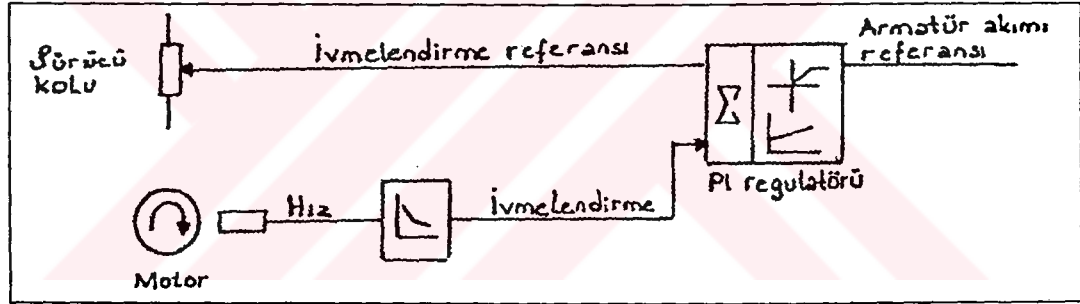 Sürücü
kolu
İvmelendirme referansı
Armatür akımı
referansı
Σ
PI regulatörü
Hız
İvmelendirme
Motor